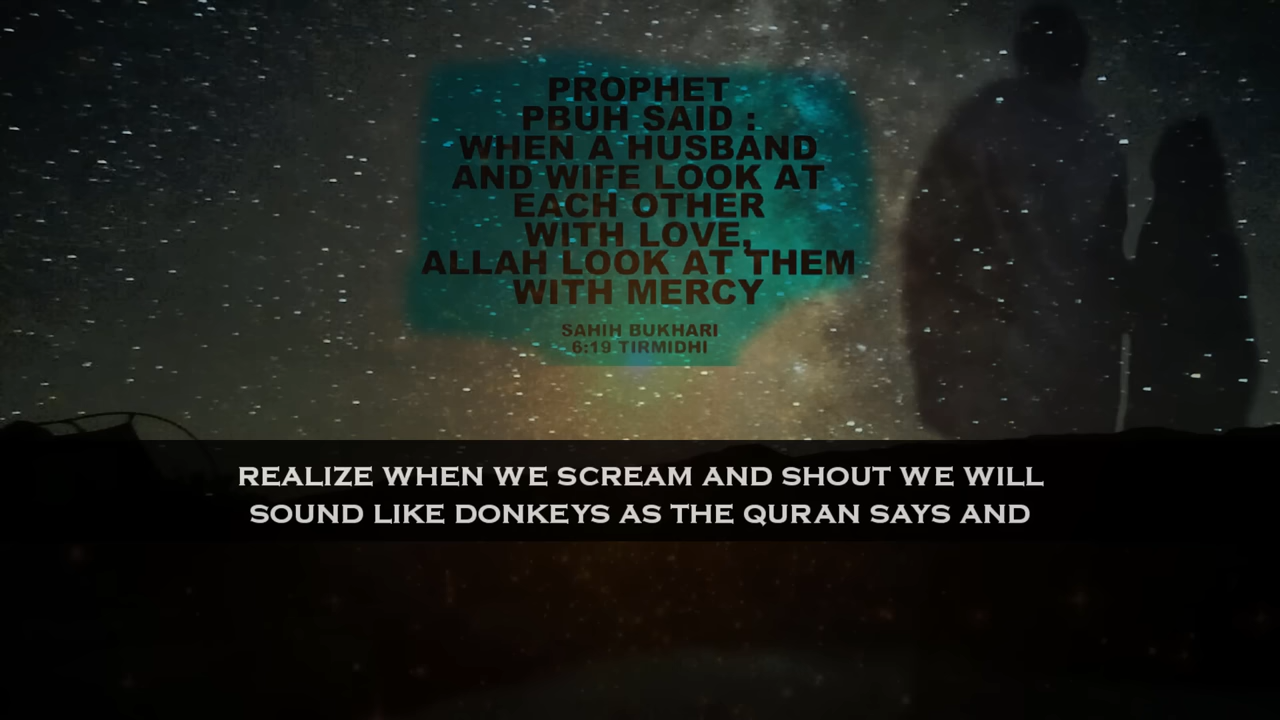 PROPHET
PBUH SAID :
WHEN A HUSBAND
AND WIFE LOOK AT
EACH OTHER
WITH LOVE,
ALLAH LOOK AT THEM
WITH MERCY
SAHIH BUKHARI
6:19 TIRMIDHI
REALIZE WHEN WE SCREAM AND SHOUT WE WILL
SOUND LIKE DONKEYS AS THE QURAN SAYS AND